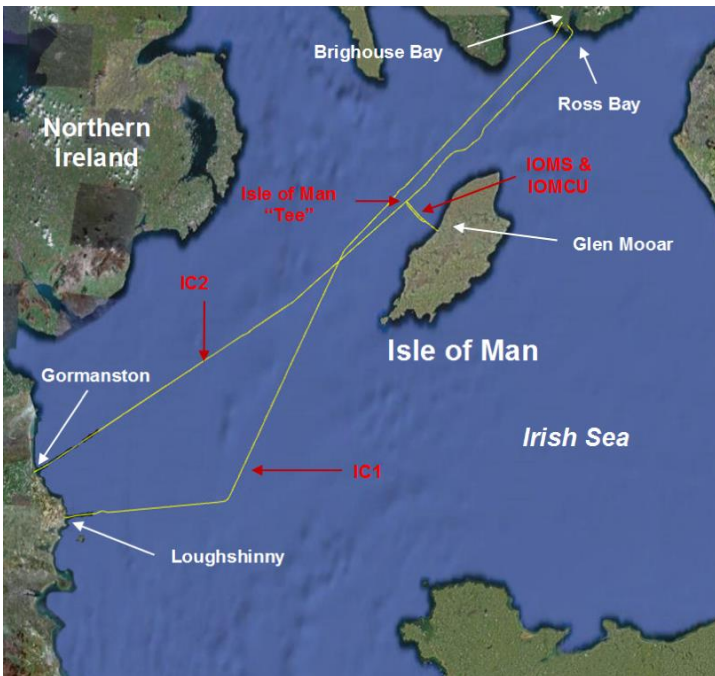 Brighouse Bay
Ross Bay
Northern
Ireland
IOMS &
IOMCU
Isle of Man
“Tee”
Glen Mooar
IC2
Isle of Man
Gormanston
Irish Sea
IC1
Loughshinny